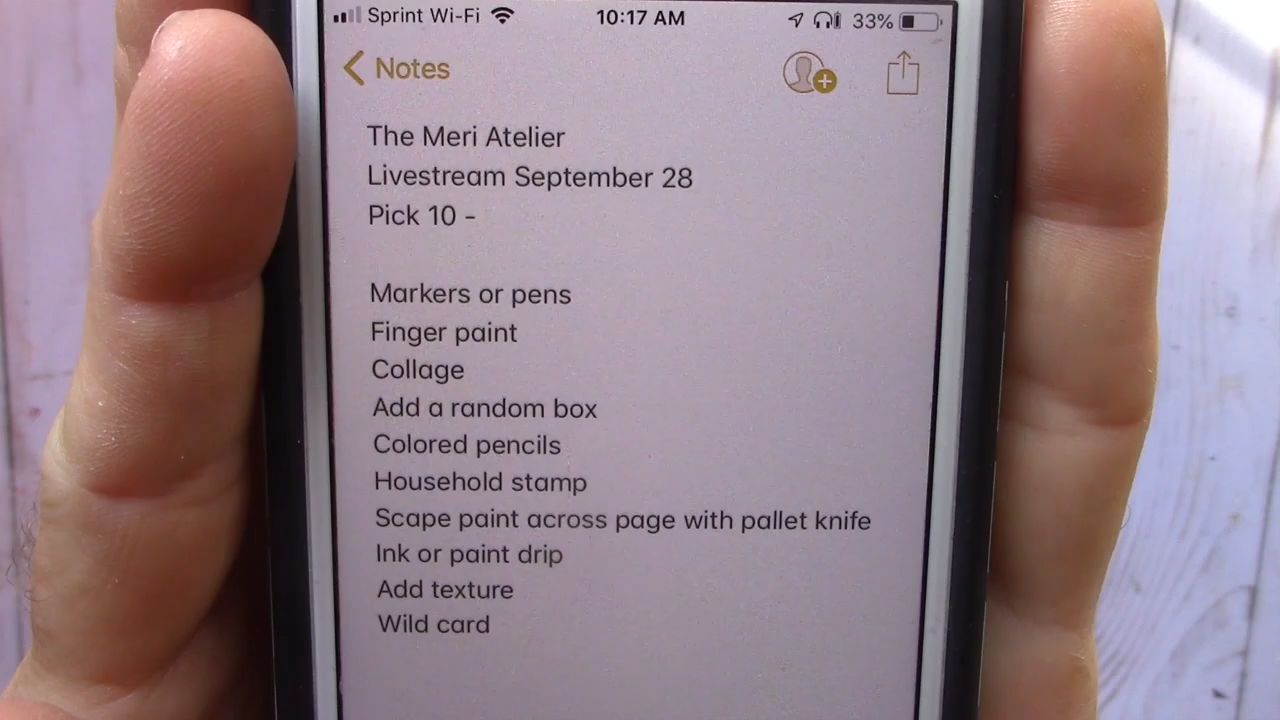 Sprint Wi-Fi 10:17 AM 33%
Notes
The Meri Atelier
Livestream September 28
Pick 10 -
Markers or pens
Finger paint
Collage
Add a random box
Colored pencils
Household stamp
Scape paint across page with pallet knife
Ink or paint drip
Add texture
Wild card